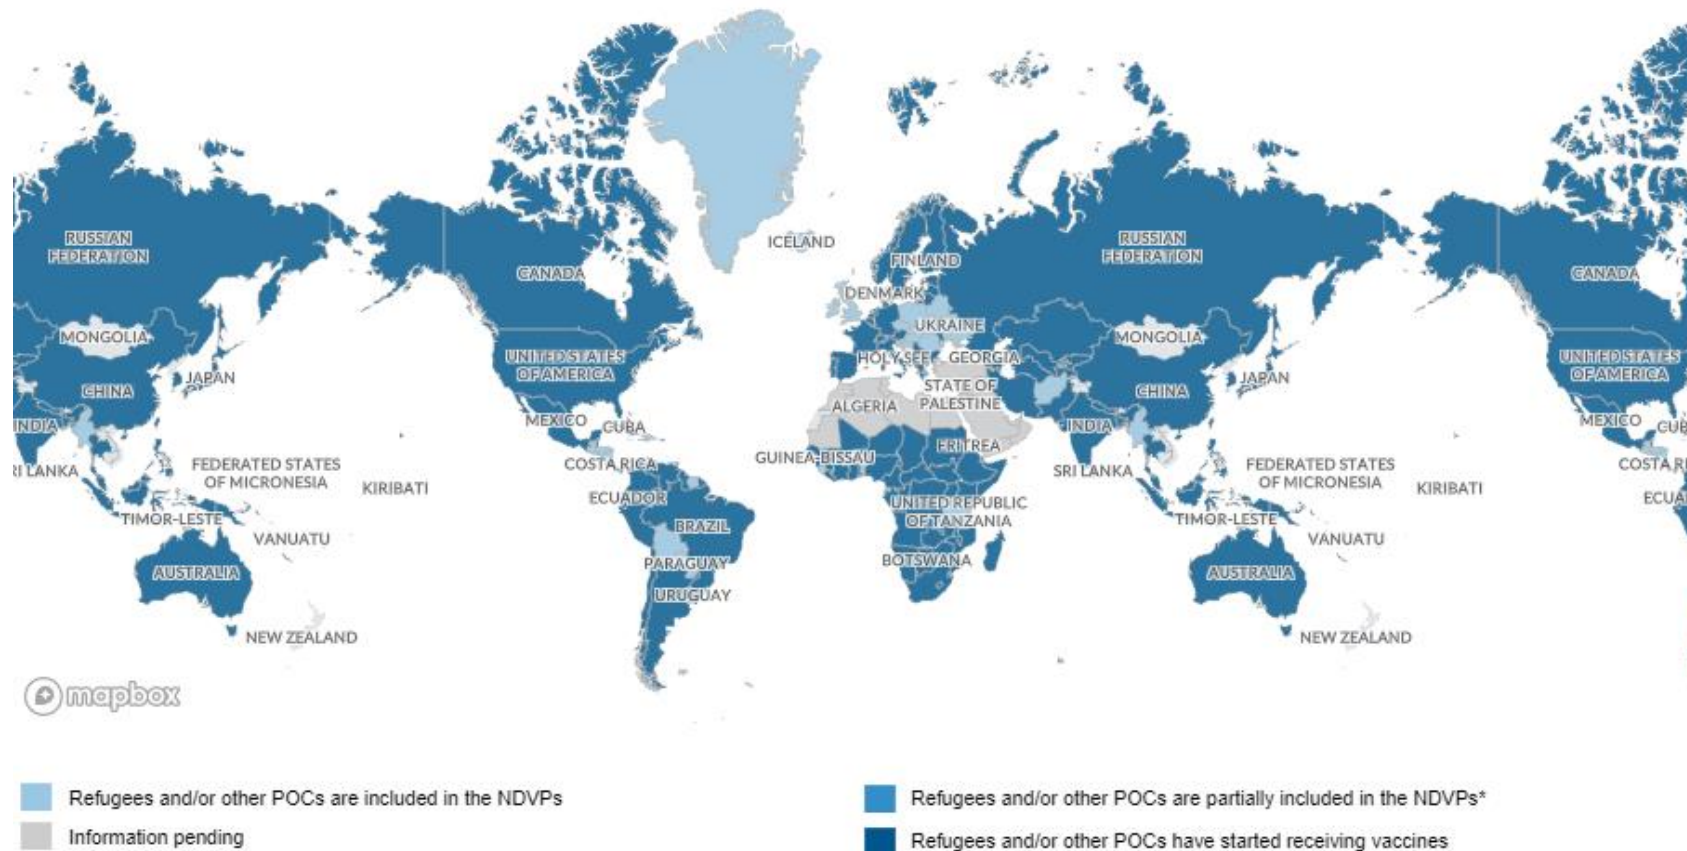 ICELAND
RUSSIAN
FEDERATION
CANADA
FINLAND
RUSSIAN
FEDERATION
CANADA
DENMARK
UKRAINE
MONGOLIA
UNITED STATES
OF AMERICA
HOLY SEE
GEORGIA
MONGOLIA
UNITED STATES
OF AMERICA
CHINA
JAPAN
STATE OF
PALESTINE
CHINA
JAPAN
ALGERIA
INDIA
MEXICO
CUBA
INDIA
MEXICO
CUB
ERITREA
RI LANKA
FEDERATED STATES
OF MICRONESIA
COSTA RICA
GUINEA-BISSAU
SRI LANKA
FEDERATED STATES
OF MICRONESIA
COSTA RI
KIRIBATI
ECUADOR
UNITED REPUBLIC
OF TANZANIA
KIRIBATI
ECUA
TIMOR-LESTE
BRAZIL
TIMOR-LESTE
VANUATU
VANUATU
PARAGUAY
BOTSWANA
AUSTRALIA
AUSTRALIA
URUGUAY
NEW ZEALAND
NEW ZEALAND
mapbox
Refugees and/or other POCs are included in the NDVPs
Refugees and/or other POCs are partially included in the NDVPs*
Information pending
Refugees and/or other POCs have started receiving vaccines